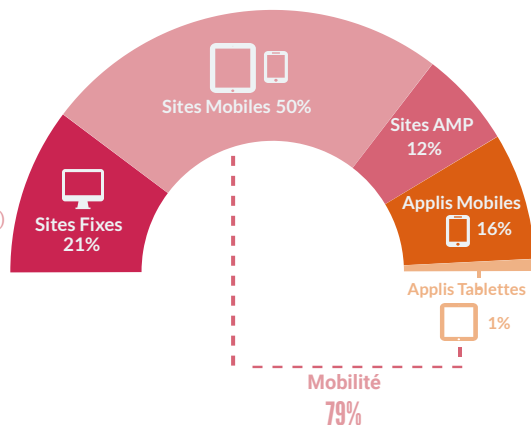 Sites Mobiles 50%
Sites AMP
12%
Sites Fixes
21%
Applis Mobiles
16%
Applis Tablettes
1%
Mobilité
79%
)